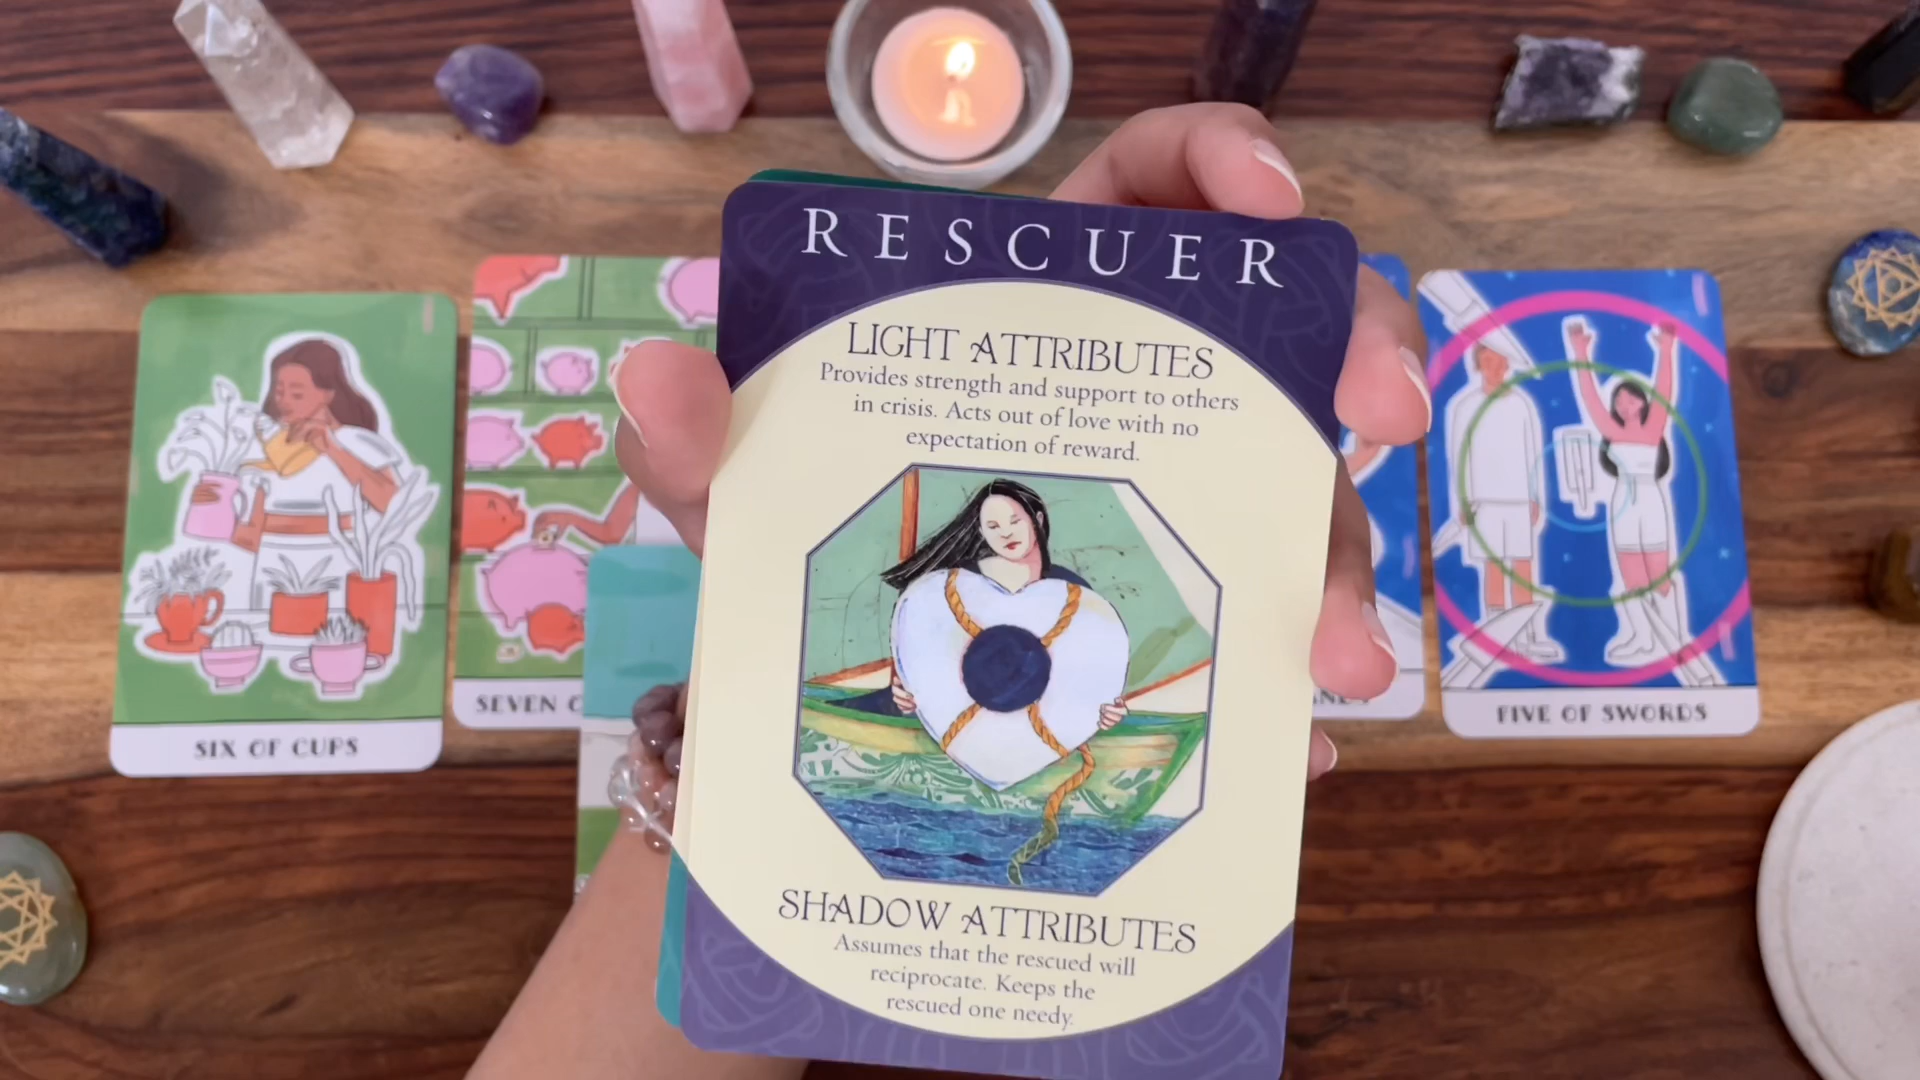 RESCUER
LIGHT ATTRIBUTES
Provides strength and support to others
in crisis. Acts out of love with no
expectation of reward.
SHADOW ATTRIBUTES
Assumes that the rescued will
reciprocate. Keeps the
rescued one needy.
SIX OF CUPS
SEVEN
FIVE OF SWORDS